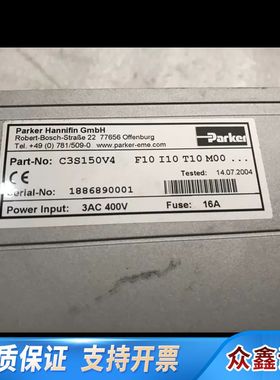 Parker Hannifin GmbH
Robert-Bosch-Straße 22 77656 Offenburg
Tel. +49 (0) 781/509-0 www.parker-eme.com
Parker
Part-No: C3S150V4 F10 I10 T10 M00 ...
CE
Tested: 14.07.2004
Serial-No: 1886890001
Power Input: 3AC 400V Fuse: 16A
质保证 支持开票 众鑫